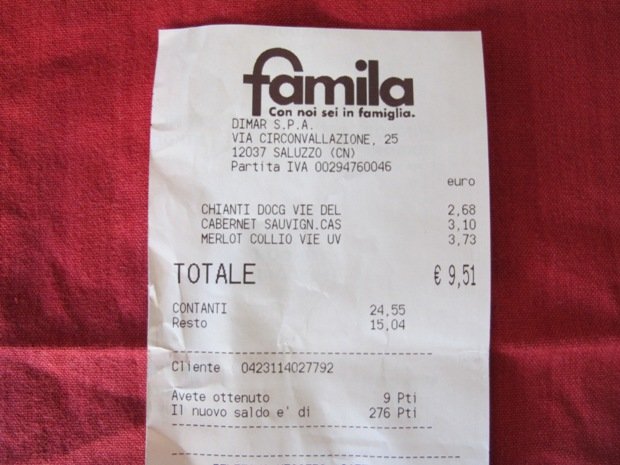 famila
Con noi sei in famiglia.
DIMAR S.P.A.
VIA CIRCONVALLAZIONE, 25
12037 SALUZZO (CN)
Partita IVA 00294760046
euro
CHIANTI DOCG VIE DEL 2,68
CABERNET SAUVIGN.CAS 3,10
MERLOT COLLIO VIE UV 3,73
TOTALE € 9,51
CONTANTI 24,55
Resto 15,04
Cliente 0423114027792
Avete ottenuto 9 Pti
Il nuovo saldo e' di 276 Pti